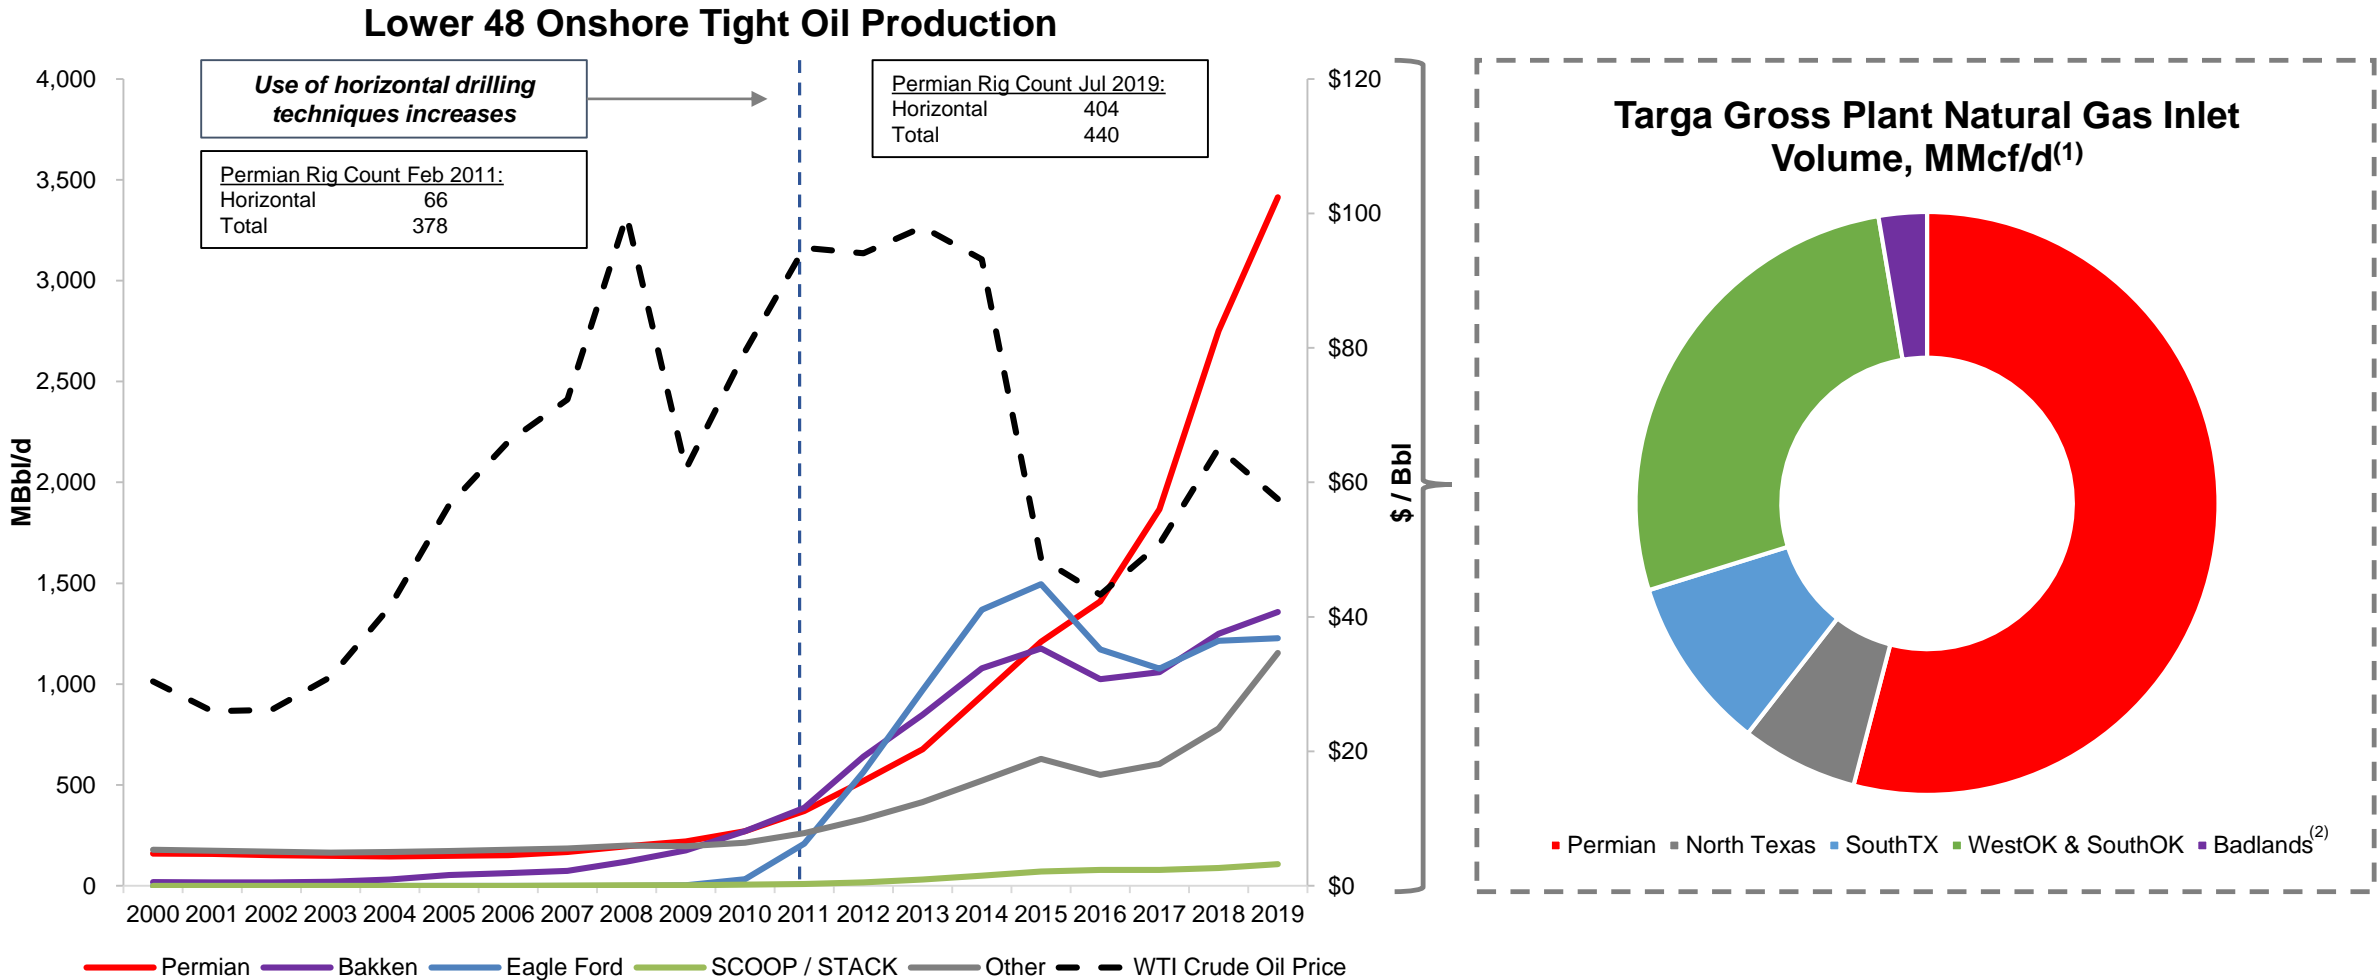 Lower 48 Onshore Tight Oil Production
Use of horizontal drilling
techniques increases
Permian Rig Count Feb 2011:
Horizontal 66
Total 378
Permian Rig Count Jul 2019:
Horizontal 404
Total 440
MBbl/d
4,000
3,500
3,000
2,500
2,000
1,500
1,000
500
0
$120
$100
$80
$60
$40
$20
$0
$ / Bbl
2000 2001 2002 2003 2004 2005 2006 2007 2008 2009 2010 2011 2012 2013 2014 2015 2016 2017 2018 2019
Permian Bakken Eagle Ford SCOOP / STACK Other WTI Crude Oil Price
Targa Gross Plant Natural Gas Inlet
Volume, MMcf/d(1)
Permian North Texas SouthTX WestOK & SouthOK Badlands(2)